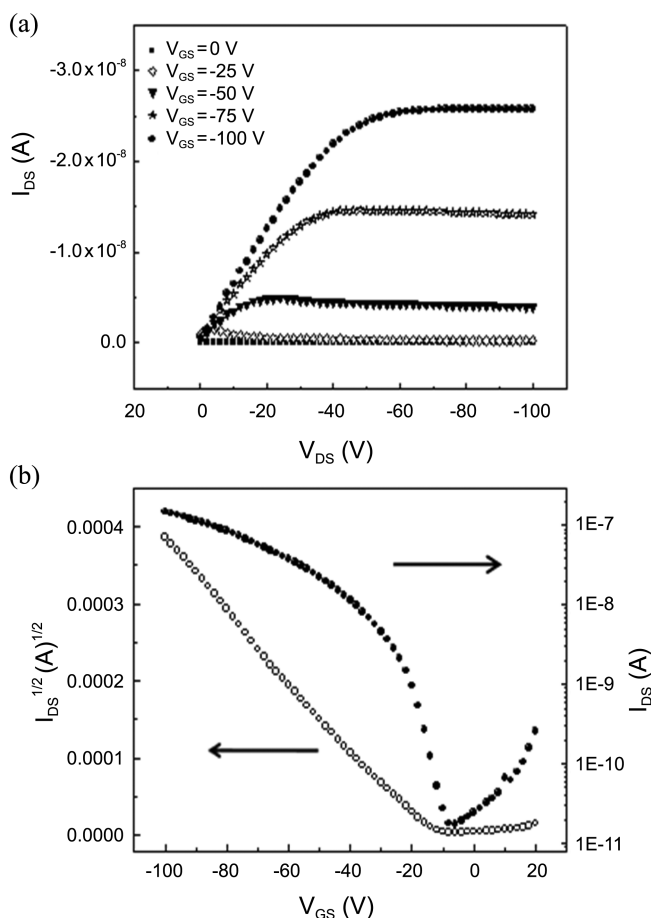 (a)
V_GS=0 V
V_GS=-25 V
V_GS=-50 V
V_GS=-75 V
V_GS=-100 V
-3.0x10⁻⁸
-2.0x10⁻⁸
-1.0x10⁻⁸
0.0
I_DS (A)
20 0 -20 -40 -60 -80 -100
V_DS (V)
(b)
0.0004
0.0003
0.0002
0.0001
0.0000
I_DS^1/2 (A)^1/2
1E-7
1E-8
1E-9
1E-10
1E-11
I_DS (A)
-100 -80 -60 -40 -20 0 20
V_GS (V)